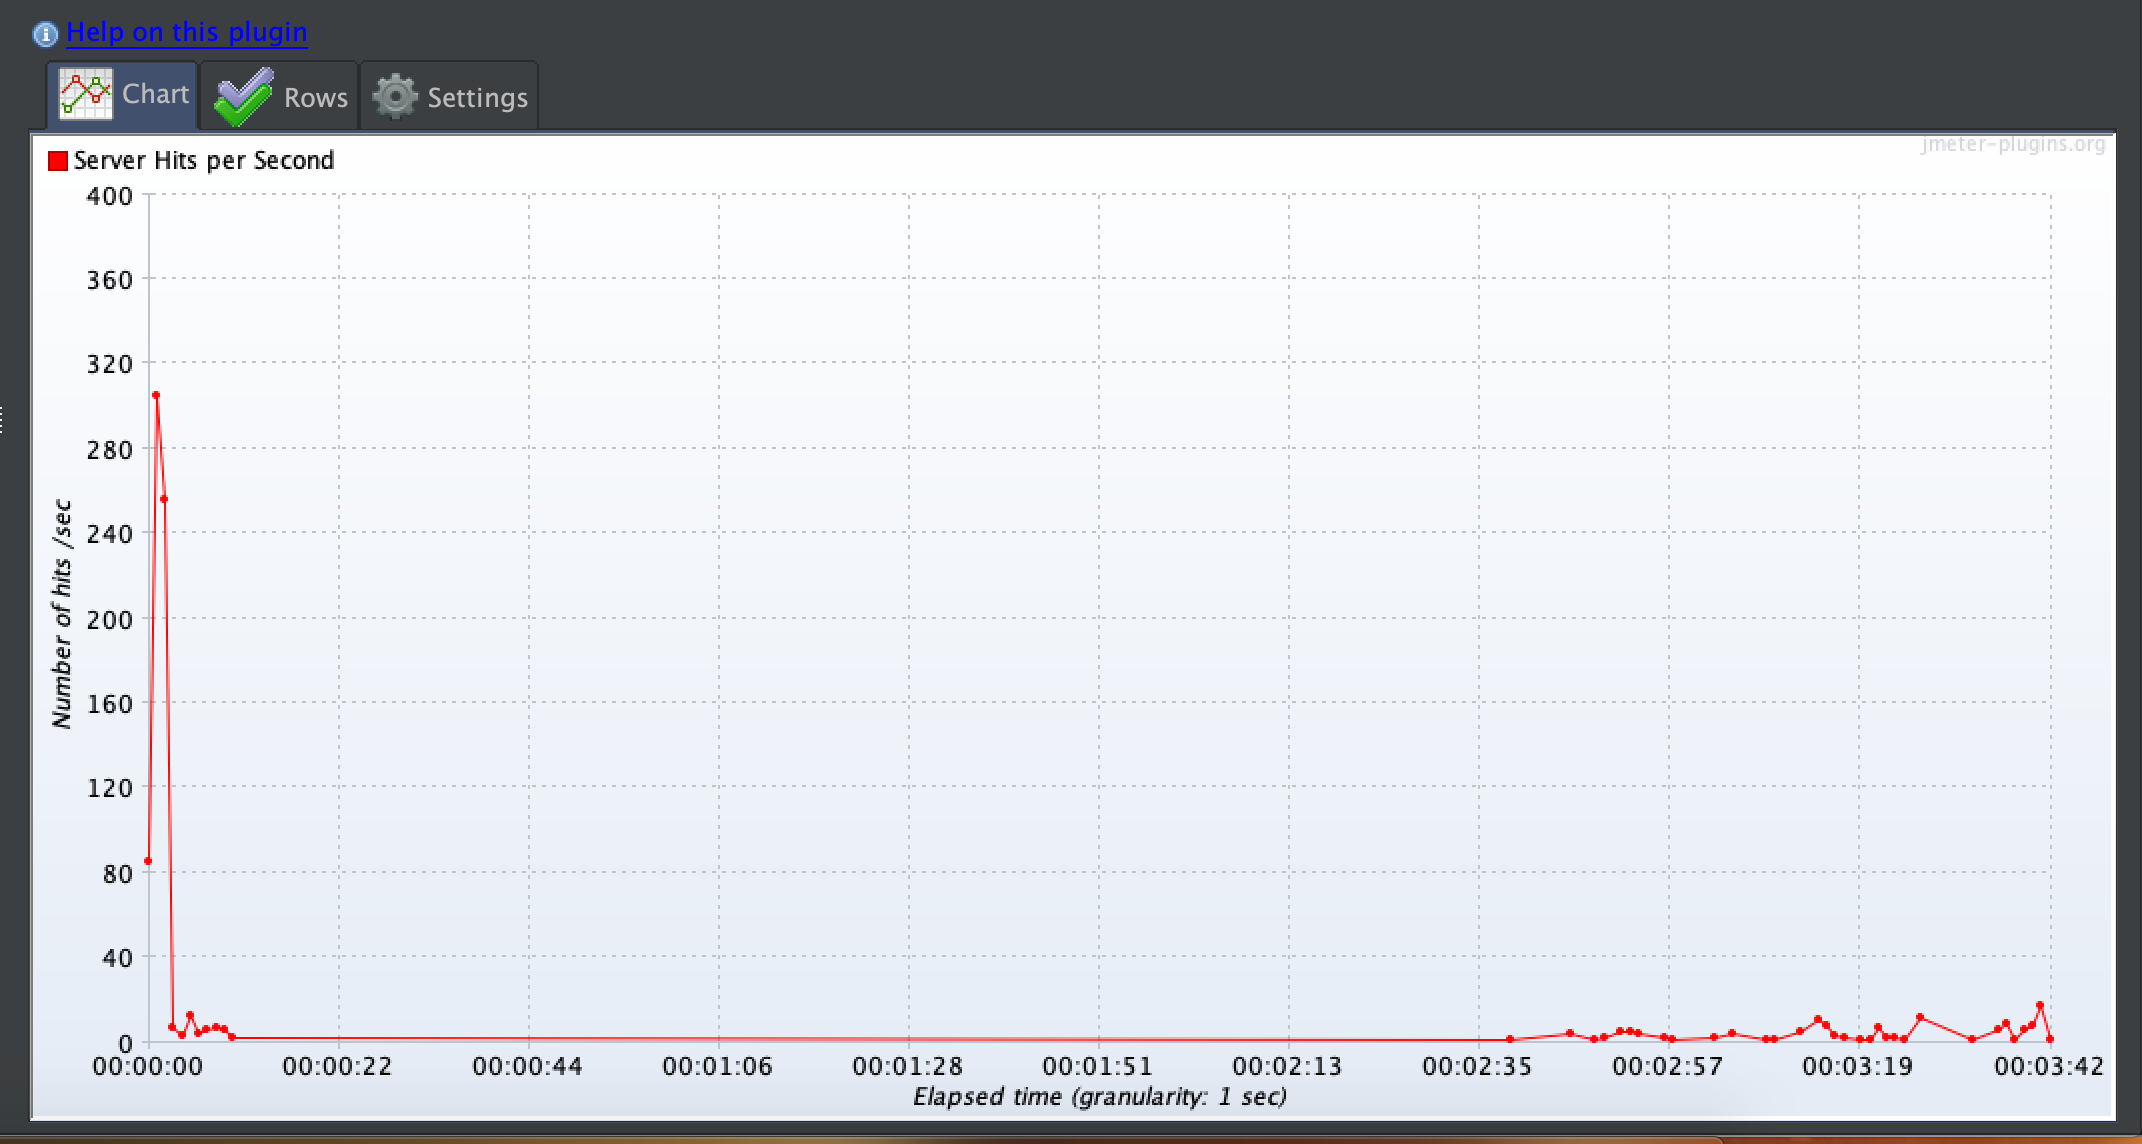 Help on this plugin
Chart Rows Settings
jmeter-plugins.org
Server Hits per Second
400
360
320
280
240
200
160
120
80
40
0
Number of hits /sec
00:00:00 00:00:22 00:00:44 00:01:06 00:01:28 00:01:51 00:02:13 00:02:35 00:02:57 00:03:19 00:03:42
Elapsed time (granularity: 1 sec)